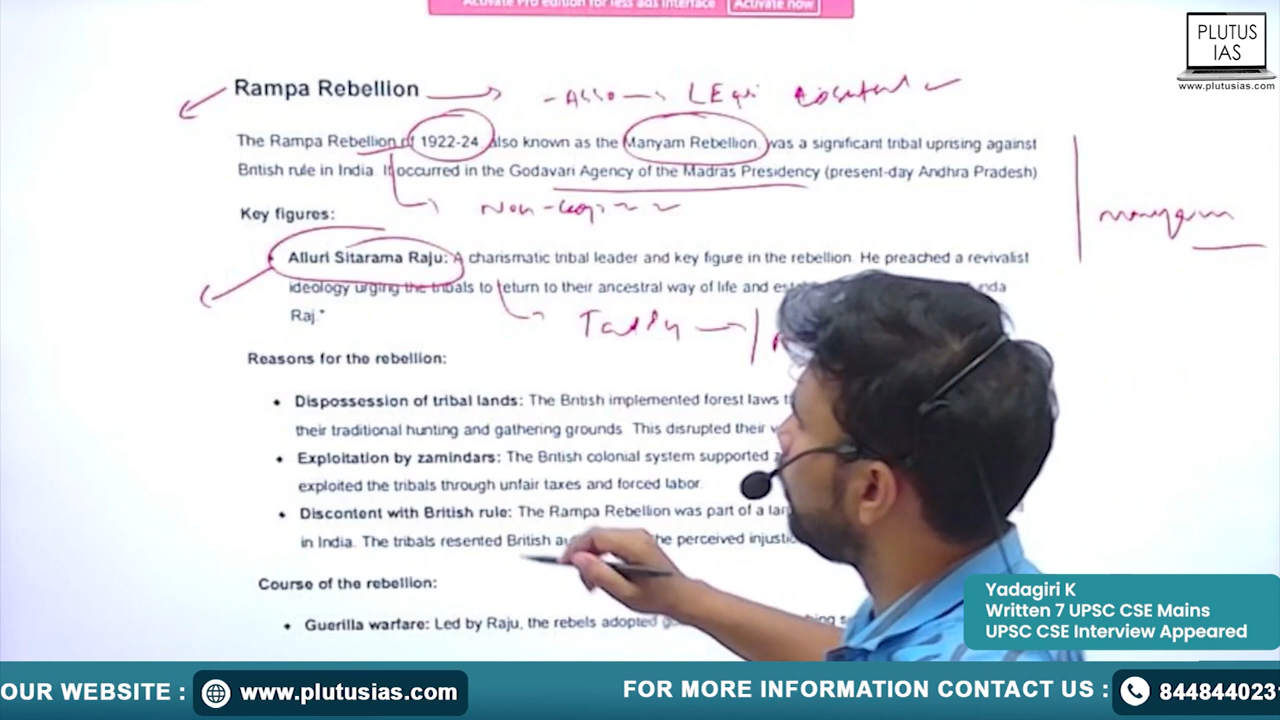 Activate Pro edition for less ads interface Activate now
PLUTUS
IAS
www.plutusias.com
Rampa Rebellion
The Rampa Rebellion of 1922-24 also known as the Manyam Rebellion, was a significant tribal uprising against
British rule in India. It occurred in the Godavari Agency of the Madras Presidency (present-day Andhra Pradesh)
manyam
Key figures:
Alluri Sitarama Raju: A charismatic tribal leader and key figure in the rebellion. He preached a revivalist
ideology urging the tribals to return to their ancestral way of life and
Raj."
Reasons for the rebellion:
• Dispossession of tribal lands: The British implemented forest laws
their traditional hunting and gathering grounds. This disrupted their
• Exploitation by zamindars: The British colonial system supported
exploited the tribals through unfair taxes and forced labor.
• Discontent with British rule: The Rampa Rebellion was part of a
in India. The tribals resented British perceived
Course of the rebellion:
• Guerilla warfare: Led by Raju, the rebels adopted
Yadagiri K
Written 7 UPSC CSE Mains
UPSC CSE Interview Appeared
OUR WEBSITE : www.plutusias.com FOR MORE INFORMATION CONTACT US :